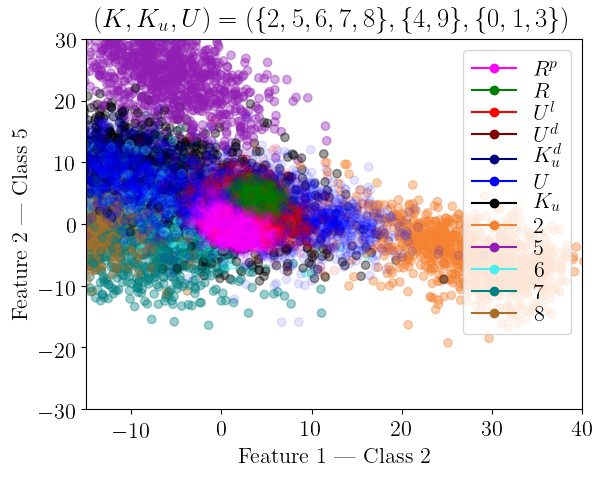 (K, K_u, U) = ({2, 5, 6, 7, 8}, {4, 9}, {0, 1, 3})
30
20
10
0
−10
−20
−30
Feature 2 — Class 5
R^p
R
U^l
U^d
K_u^d
U
K_u
2
5
6
7
8
−10
0
10
20
30
40
Feature 1 — Class 2